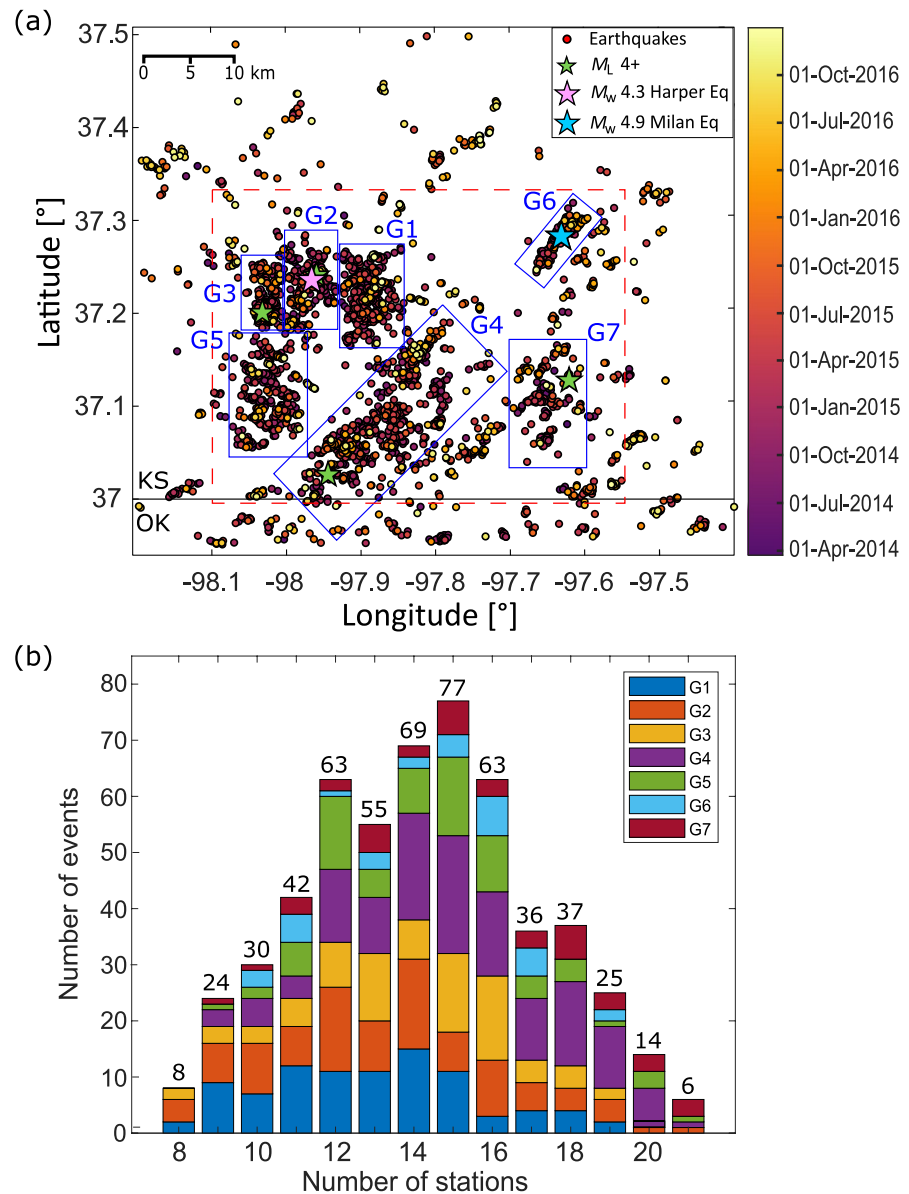 (a)
37.5
37.4
37.3
37.2
37.1
37
Latitude [°]
0 5 10 km
Earthquakes
ML 4+
Mw 4.3 Harper Eq
Mw 4.9 Milan Eq
G6
G2
G1
G3
G5
G4
G7
KS
OK
-98.1 -98 -97.9 -97.8 -97.7 -97.6 -97.5
Longitude [°]
01-Oct-2016
01-Jul-2016
01-Apr-2016
01-Jan-2016
01-Oct-2015
01-Jul-2015
01-Apr-2015
01-Jan-2015
01-Oct-2014
01-Jul-2014
01-Apr-2014
(b)
80
70
60
50
40
30
20
10
0
Number of events
8
24
30
42
63
55
69
77
63
36
37
25
14
6
G1
G2
G3
G4
G5
G6
G7
8 10 12 14 16 18 20
Number of stations